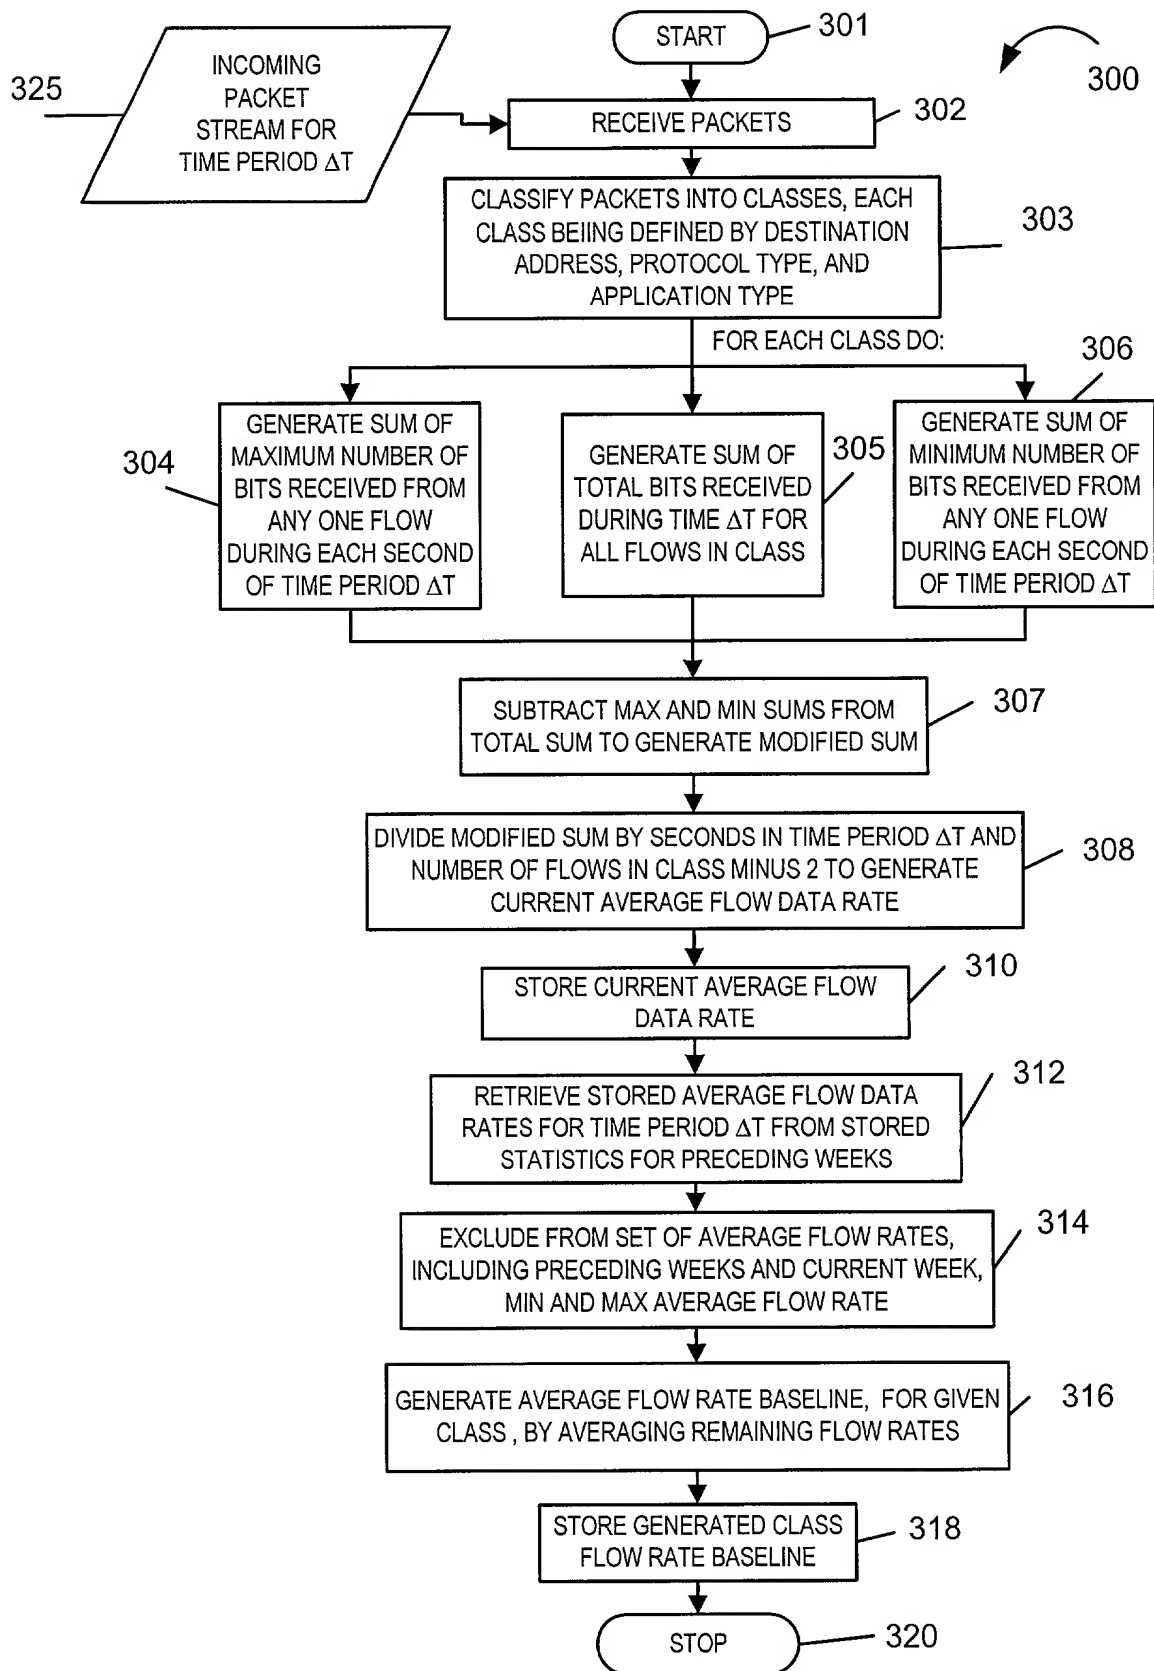 START
301
300
325
INCOMING
PACKET
STREAM FOR
TIME PERIOD ΔT
RECEIVE PACKETS
302
CLASSIFY PACKETS INTO CLASSES, EACH
CLASS BEIING DEFINED BY DESTINATION
ADDRESS, PROTOCOL TYPE, AND
APPLICATION TYPE
303
FOR EACH CLASS DO:
304
GENERATE SUM OF
MAXIMUM NUMBER OF
BITS RECEIVED FROM
ANY ONE FLOW
DURING EACH SECOND
OF TIME PERIOD ΔT
305
GENERATE SUM OF
TOTAL BITS RECEIVED
DURING TIME ΔT FOR
ALL FLOWS IN CLASS
306
GENERATE SUM OF
MINIMUM NUMBER OF
BITS RECEIVED FROM
ANY ONE FLOW
DURING EACH SECOND
OF TIME PERIOD ΔT
SUBTRACT MAX AND MIN SUMS FROM
TOTAL SUM TO GENERATE MODIFIED SUM
307
DIVIDE MODIFIED SUM BY SECONDS IN TIME PERIOD ΔT AND
NUMBER OF FLOWS IN CLASS MINUS 2 TO GENERATE
CURRENT AVERAGE FLOW DATA RATE
308
STORE CURRENT AVERAGE FLOW
DATA RATE
310
RETRIEVE STORED AVERAGE FLOW DATA
RATES FOR TIME PERIOD ΔT FROM STORED
STATISTICS FOR PRECEDING WEEKS
312
EXCLUDE FROM SET OF AVERAGE FLOW RATES,
INCLUDING PRECEDING WEEKS AND CURRENT WEEK,
MIN AND MAX AVERAGE FLOW RATE
314
GENERATE AVERAGE FLOW RATE BASELINE, FOR GIVEN
CLASS , BY AVERAGING REMAINING FLOW RATES
316
STORE GENERATED CLASS
FLOW RATE BASELINE
318
STOP
320